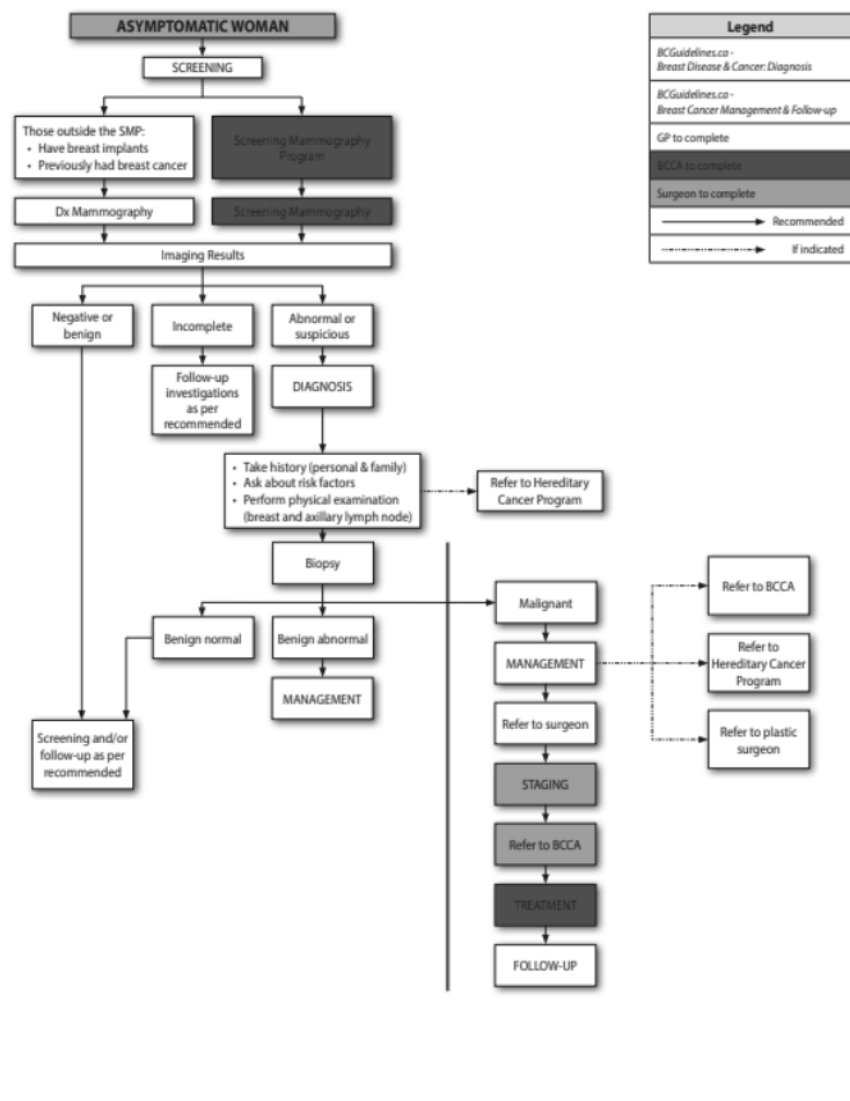 ASYMPTOMATIC WOMAN
SCREENING
Those outside the SMP:
• Have breast implants
• Previously had breast cancer
Screening Mammography
Program
Dx Mammography
Screening Mammography
Imaging Results
Negative or
benign
Incomplete
Abnormal or
suspicious
Follow-up
investigations
as per
recommended
DIAGNOSIS
• Take history (personal & family)
• Ask about risk factors
• Perform physical examination
(breast and axillary lymph node)
Refer to Hereditary
Cancer Program
Biopsy
Benign normal
Benign abnormal
MANAGEMENT
Screening and/or
follow-up as per
recommended
Malignant
MANAGEMENT
Refer to surgeon
STAGING
Refer to BCCA
TREATMENT
FOLLOW-UP
Refer to BCCA
Refer to
Hereditary Cancer
Program
Refer to plastic
surgeon
Legend
BCGuidelines.ca -
Breast Disease & Cancer: Diagnosis
BCGuidelines.ca -
Breast Cancer Management & Follow-up
GP to complete
BCCA to complete
Surgeon to complete
Recommended
If indicated